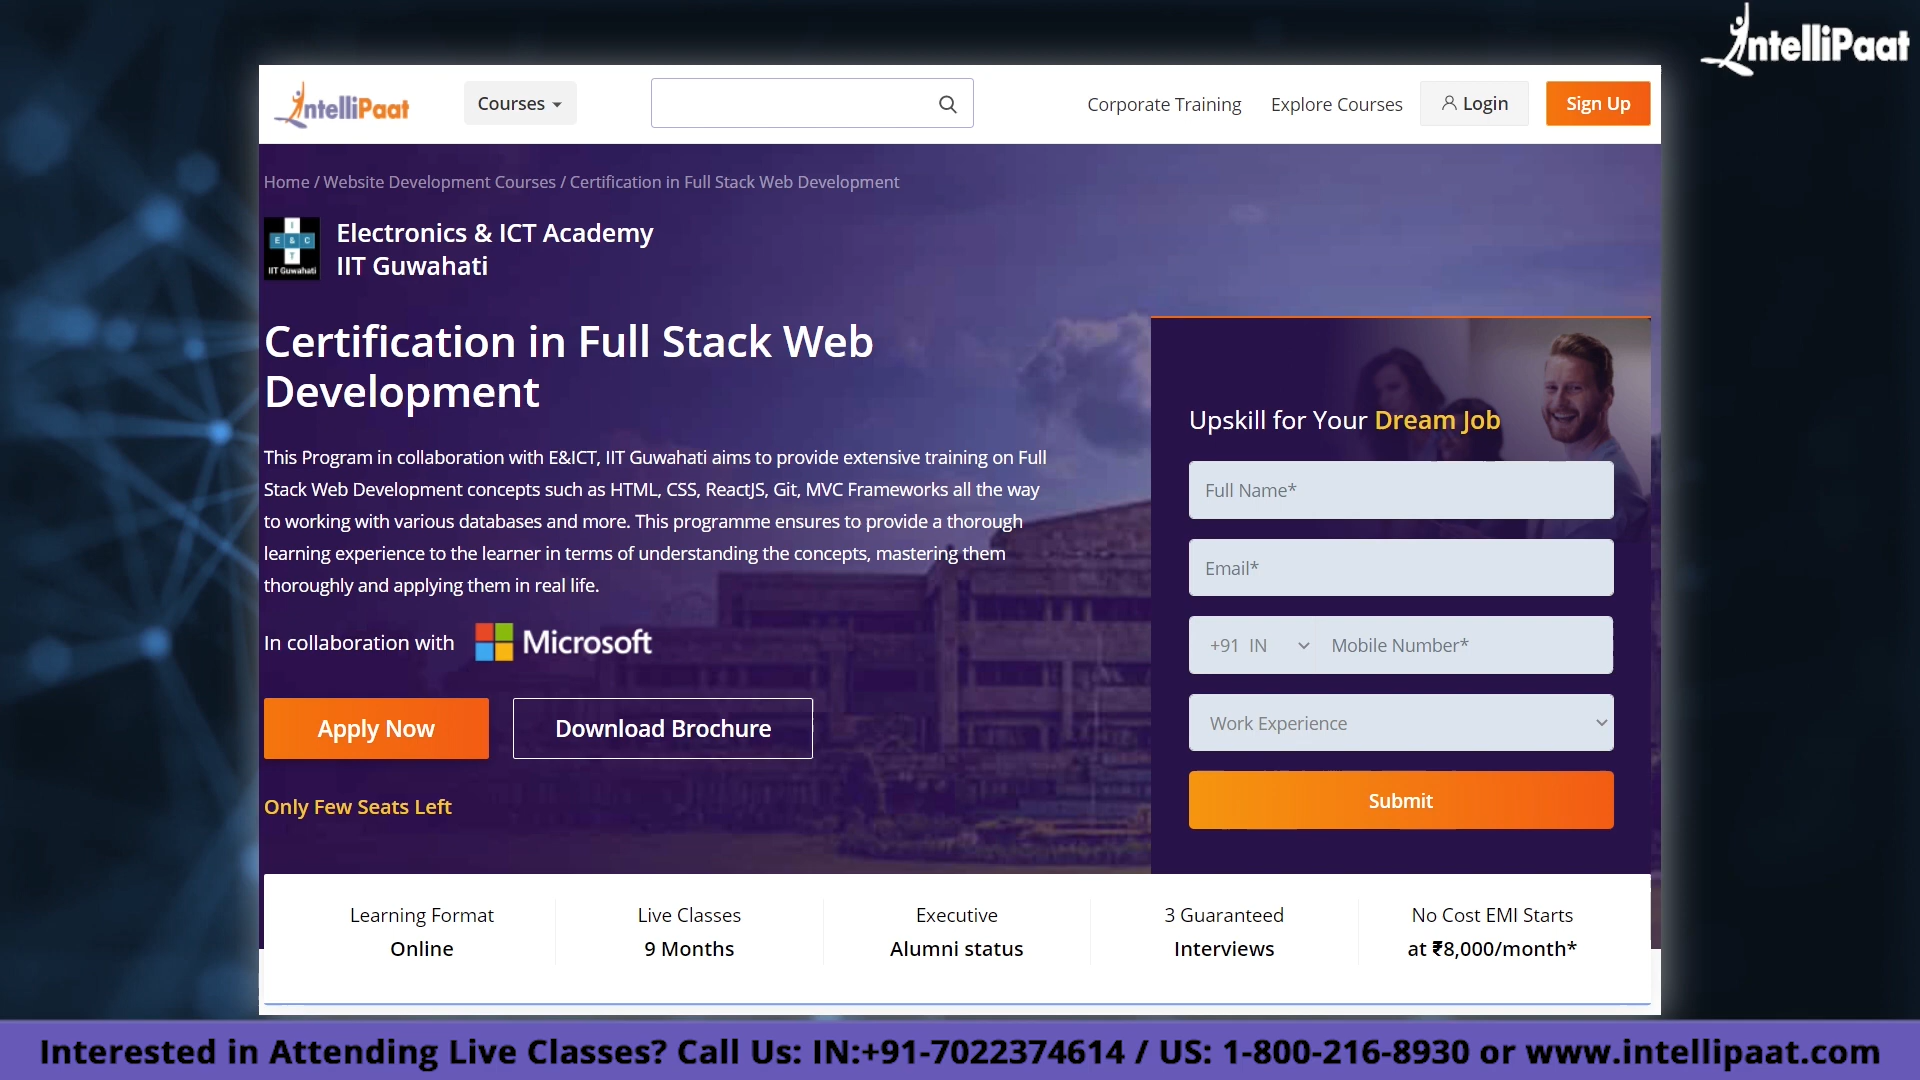 IntelliPaat
IntelliPaat
Courses
Corporate Training
Explore Courses
Login
Sign Up
Home / Website Development Courses / Certification in Full Stack Web Development
I
E & C
T
IIT Guwahati
Electronics & ICT Academy
IIT Guwahati
Certification in Full Stack Web
Development
This Program in collaboration with E&ICT, IIT Guwahati aims to provide extensive training on Full
Stack Web Development concepts such as HTML, CSS, ReactJS, Git, MVC Frameworks all the way
to working with various databases and more. This programme ensures to provide a thorough
learning experience to the learner in terms of understanding the concepts, mastering them
thoroughly and applying them in real life.
In collaboration with
Microsoft
Apply Now
Download Brochure
Only Few Seats Left
Upskill for Your Dream Job
Full Name*
Email*
+91 IN
Mobile Number*
Work Experience
Submit
Learning Format
Online
Live Classes
9 Months
Executive
Alumni status
3 Guaranteed
Interviews
No Cost EMI Starts
at ₹8,000/month*
Interested in Attending Live Classes? Call Us: IN:+91-7022374614 / US: 1-800-216-8930 or www.intellipaat.com